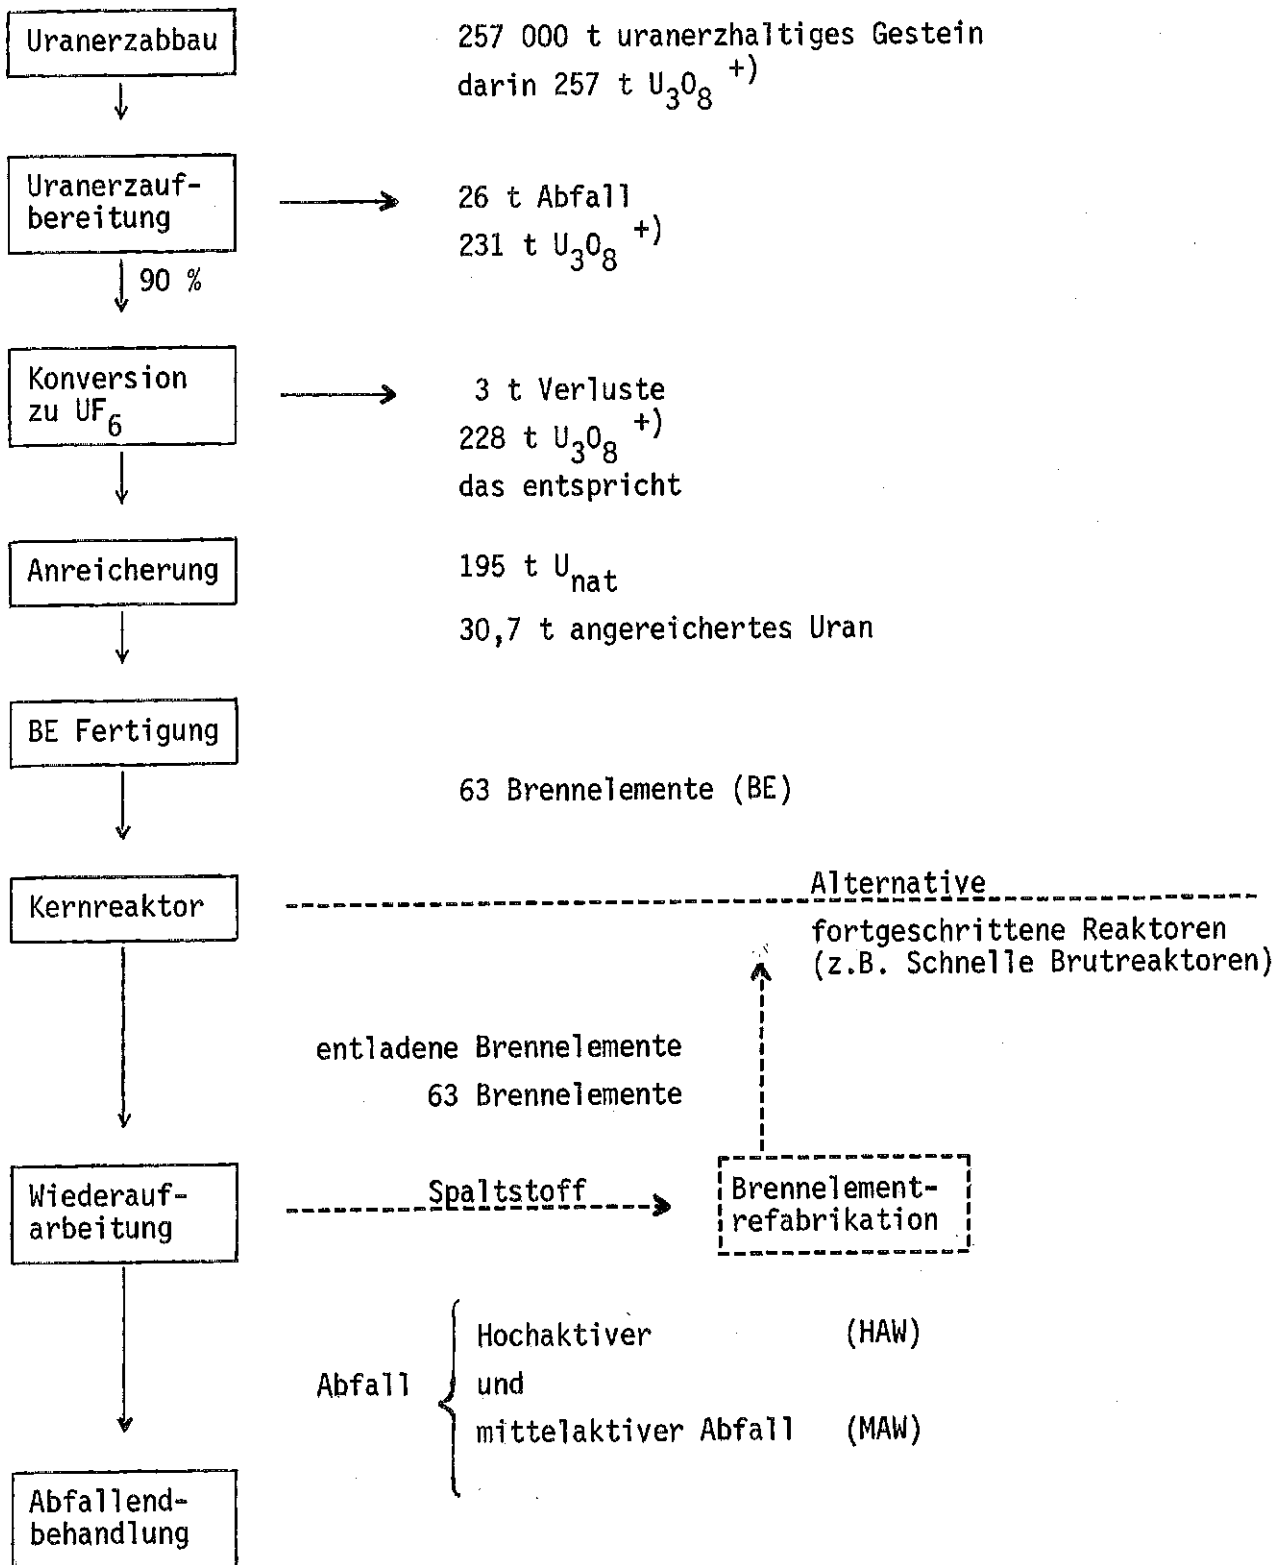 Uranerzabbau
257 000 t uranerzhaltiges Gestein
darin 257 t U₃O₈ +)
Uranerzauf-
bereitung
26 t Abfall
231 t U₃O₈ +)
90 %
Konversion
zu UF₆
3 t Verluste
228 t U₃O₈ +)
das entspricht
Anreicherung
195 t Unat
30,7 t angereichertes Uran
BE Fertigung
63 Brennelemente (BE)
Kernreaktor
Alternative
fortgeschrittene Reaktoren
(z.B. Schnelle Brutreaktoren)
entladene Brennelemente
63 Brennelemente
Wiederauf-
arbeitung
Spaltstoff
Brennelement-
refabrikation
Abfall
Hochaktiver (HAW)
und
mittelaktiver Abfall (MAW)
Abfallend-
behandlung